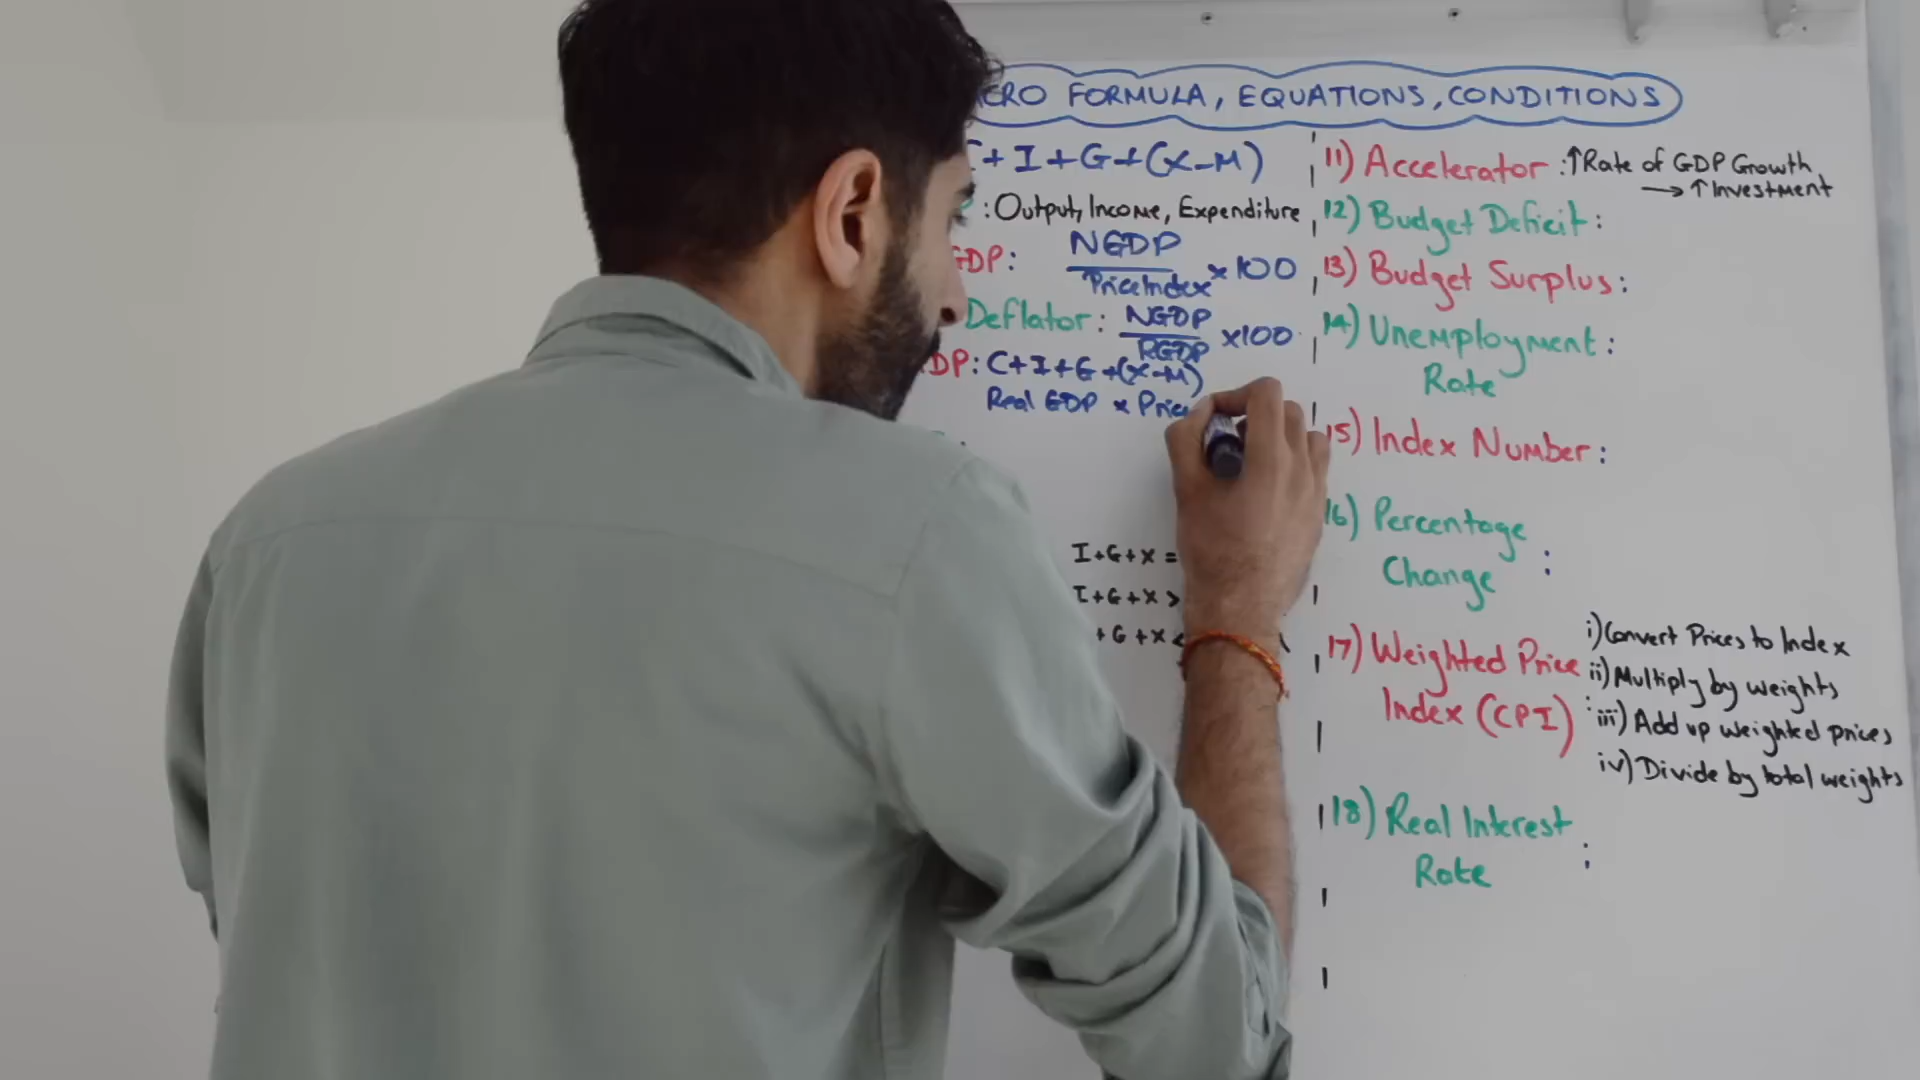 FORMULA, EQUATIONS, CONDITIONS
+ I + G + (X-M)
: Output, Income, Expenditure
GDP: NGDP / Price Index × 100
Deflator: NGDP / RGDP × 100
DP: C + I + G + (X-M)
Real GDP × Price
I + G + X =
I + G + X >
+ G + X <
11) Accelerator : ↑ Rate of GDP Growth
→ ↑ Investment
12) Budget Deficit:
13) Budget Surplus:
14) Unemployment:
Rate
15) Index Number:
16) Percentage
Change :
17) Weighted Price
Index (CPI) :
i) Convert Prices to Index
ii) Multiply by weights
iii) Add up weighted prices
iv) Divide by total weights
18) Real Interest
Rate :